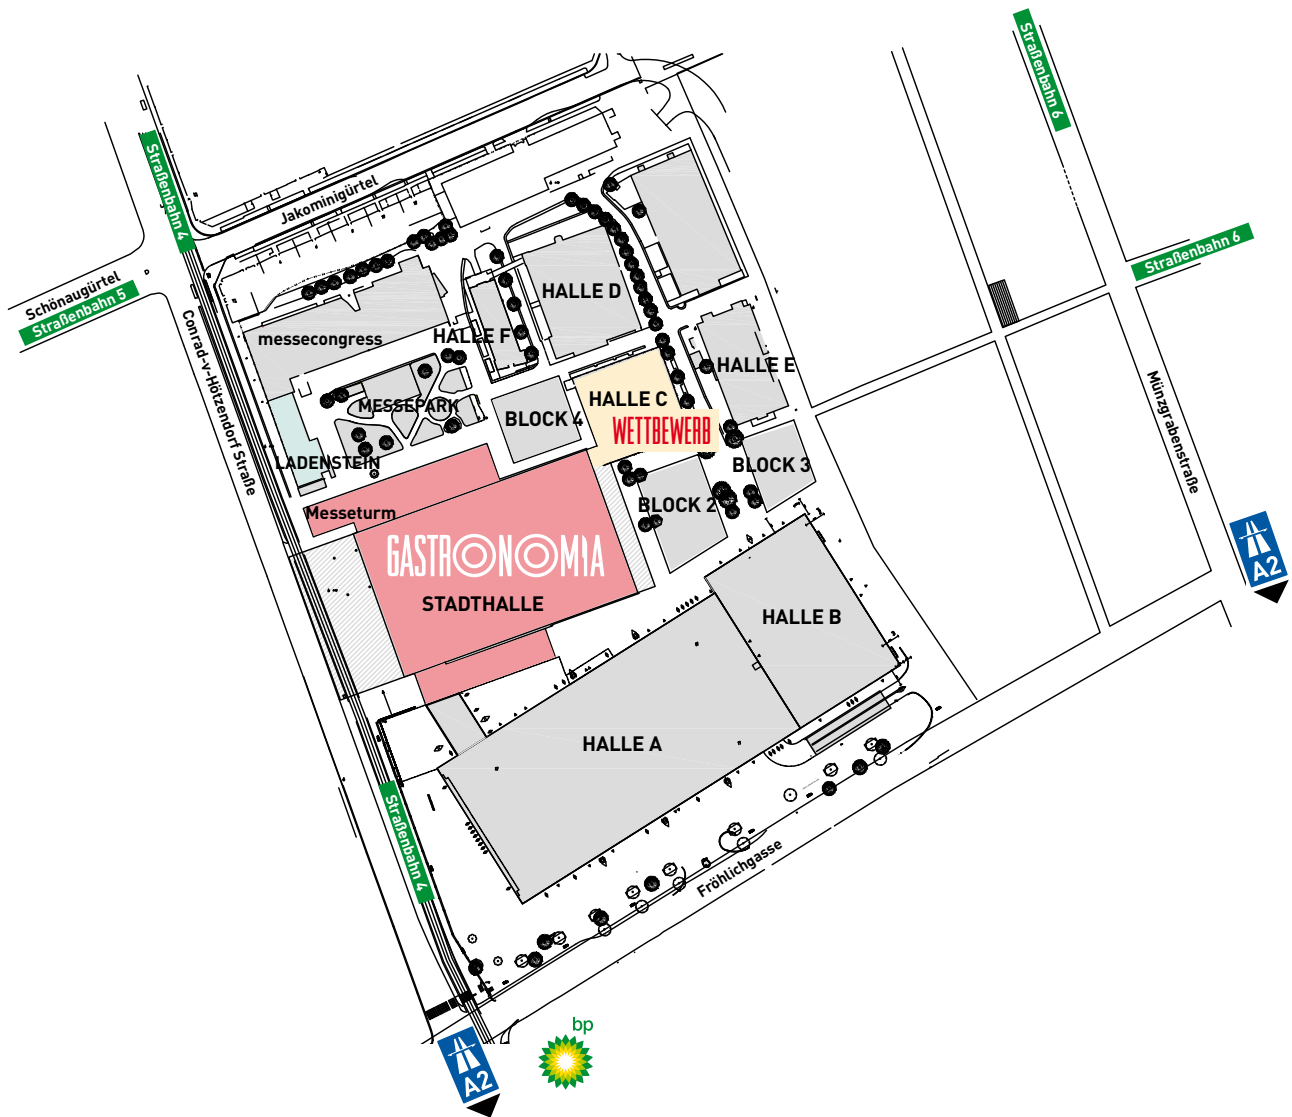 Straßenbahn 6
Straßenbahn 4
Jakominigürtel
Straßenbahn 6
Schönaugürtel
Straßenbahn 5
HALLE D
Conrad-v-Hötzendorf Straße
messecongress
HALLE F
HALLE E
Münzgrabenstraße
MESSEPARK
HALLE C
BLOCK 4
WETTBEWERB
LADENSTEIN
BLOCK 3
BLOCK 2
Messeturm
GASTRONOMIA
STADTHALLE
A2
HALLE B
HALLE A
Straßenbahn 4
Fröhlichgasse
bp
A2